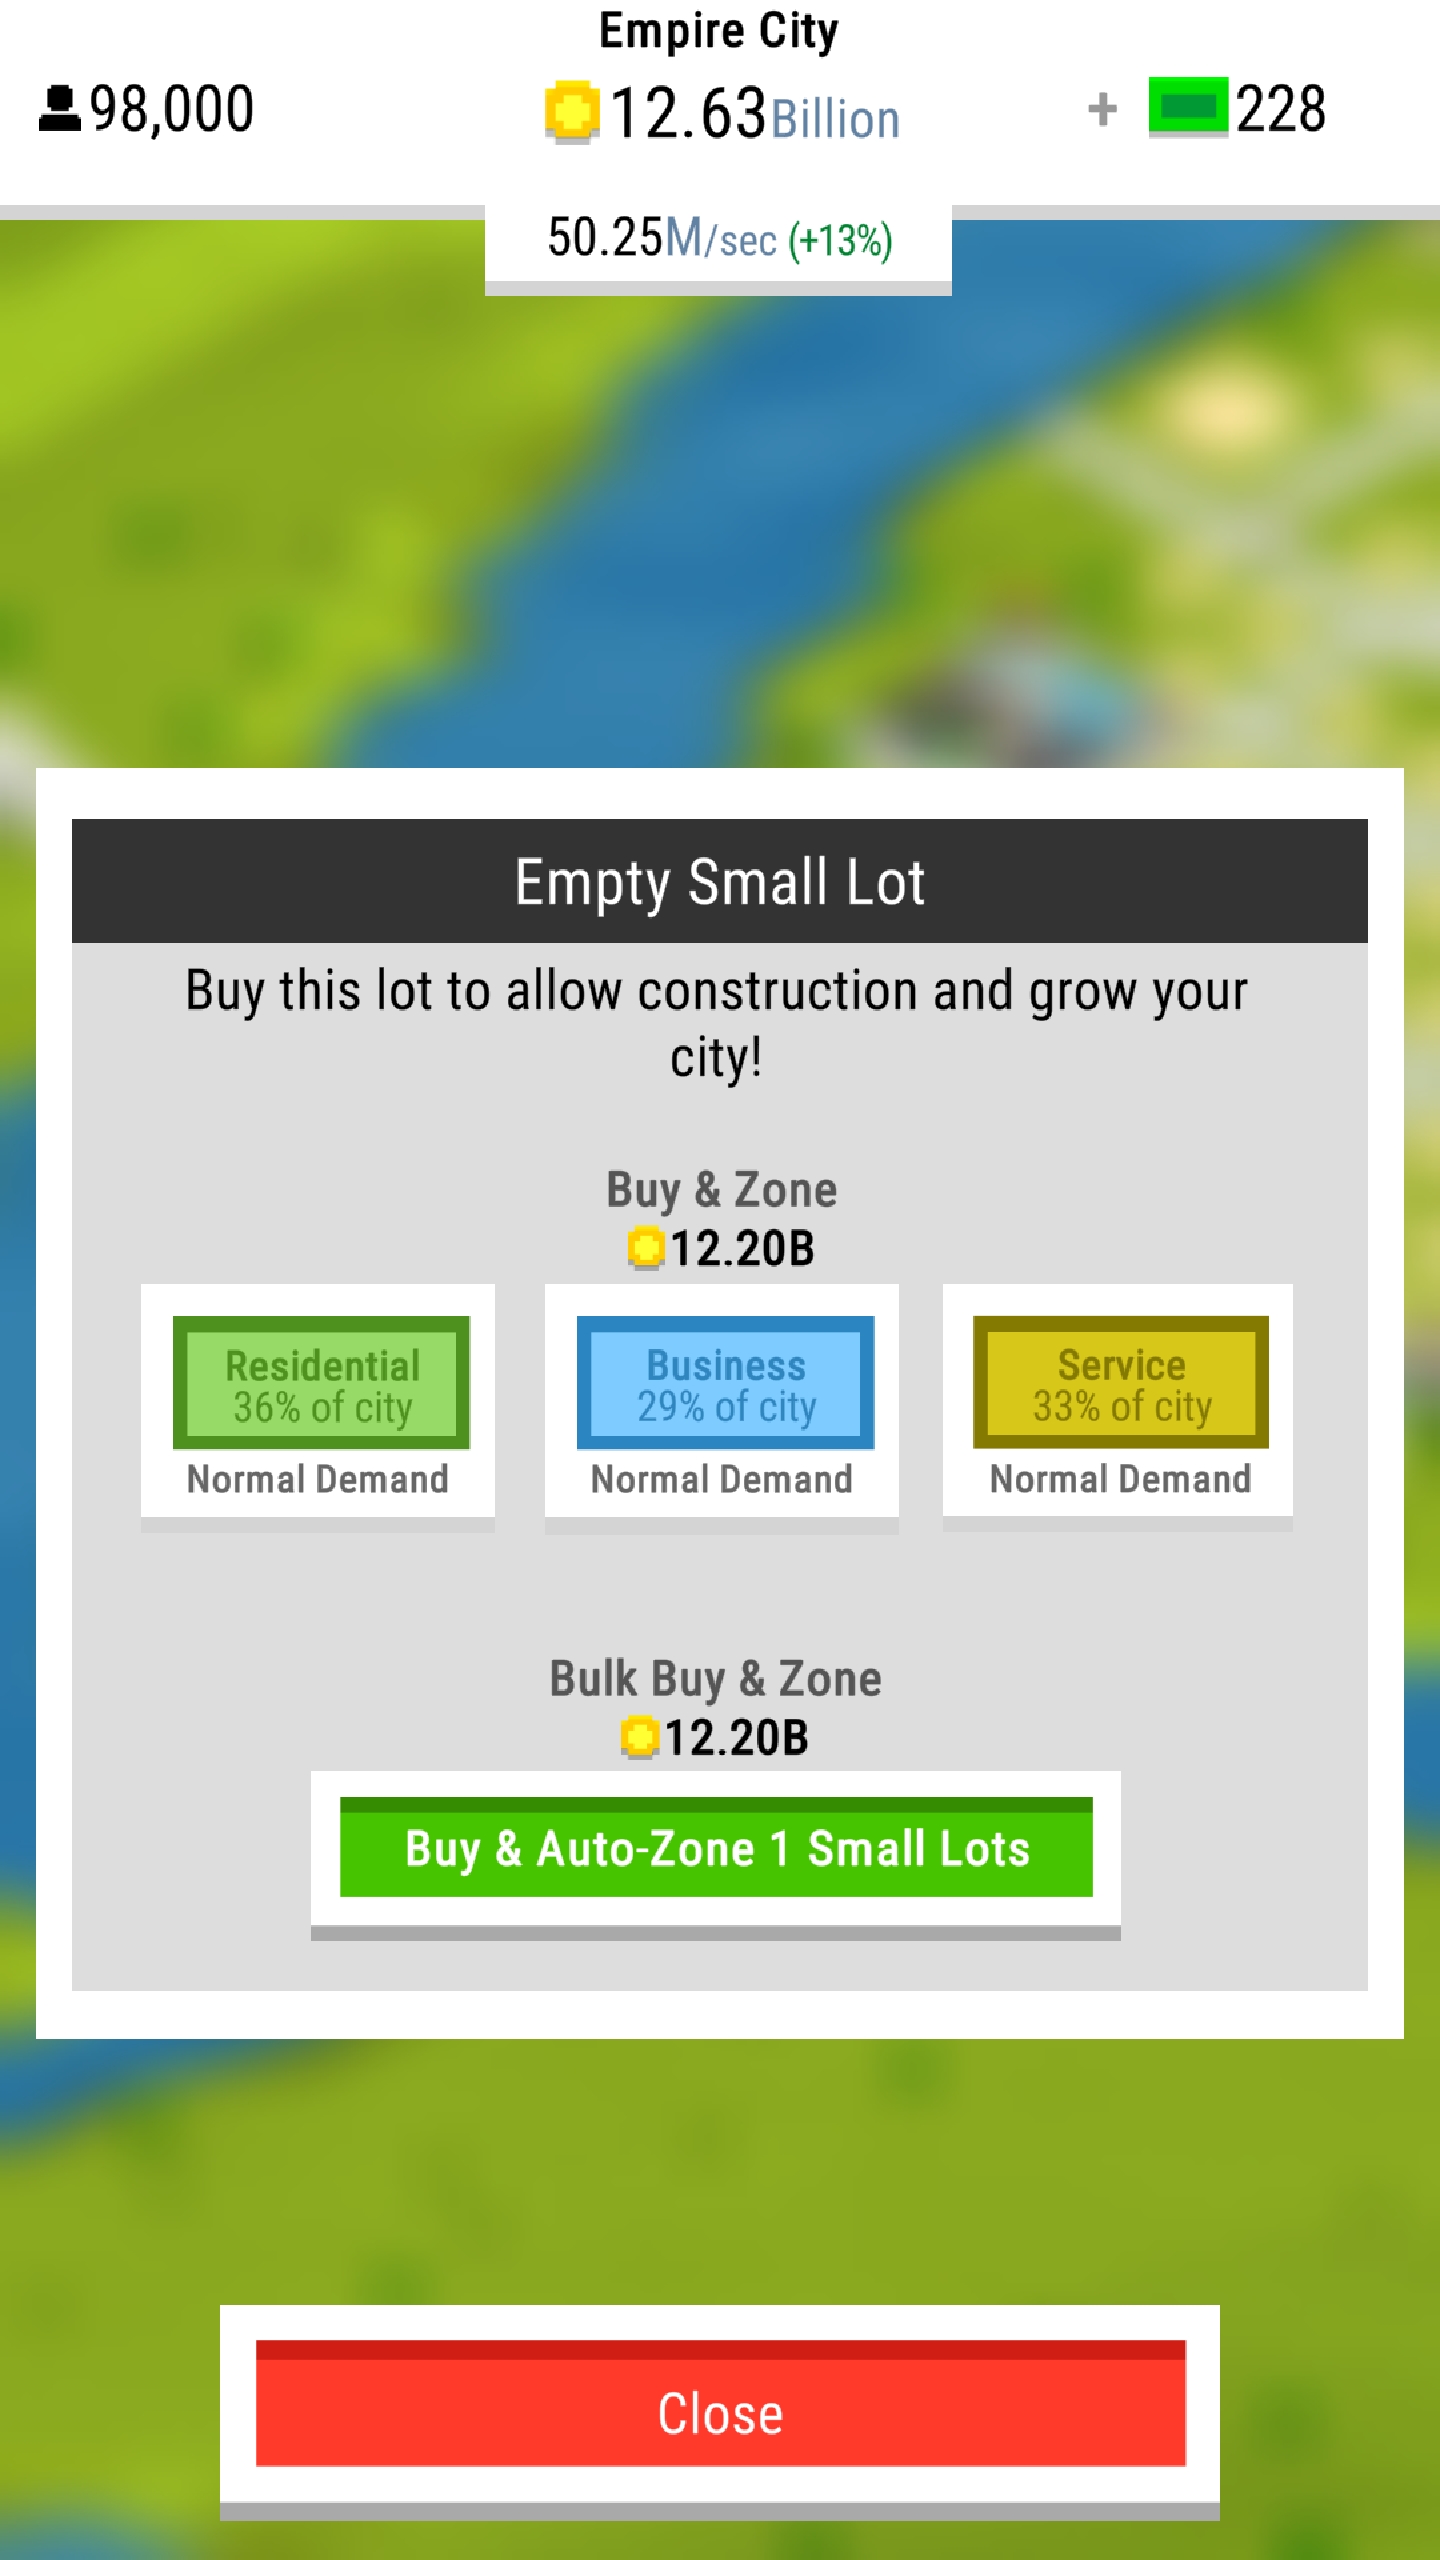 Empire City
98,000
12.63Billion
+ 228
50.25M/sec (+13%)
Empty Small Lot
Buy this lot to allow construction and grow your
city!
Buy & Zone
12.20B
Residential
36% of city
Normal Demand
Business
29% of city
Normal Demand
Service
33% of city
Normal Demand
Bulk Buy & Zone
12.20B
Buy & Auto-Zone 1 Small Lots
Close